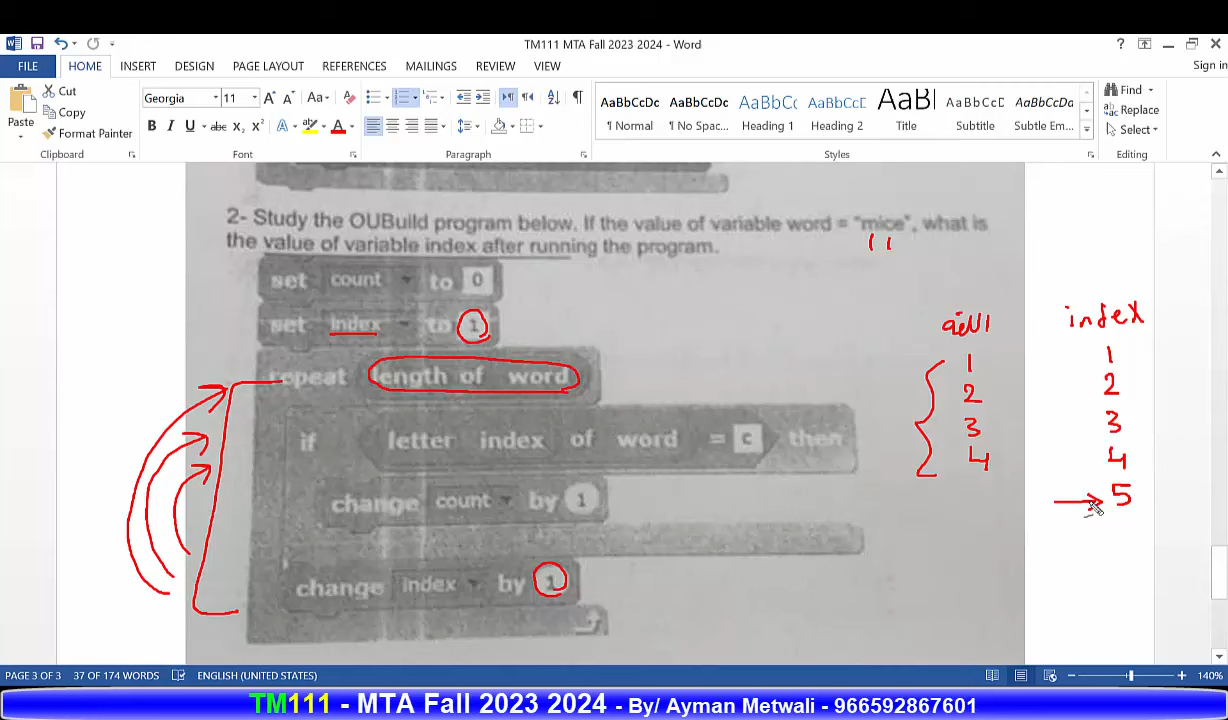 TM111 MTA Fall 2023 2024 - Word
Sign in
FILE HOME INSERT DESIGN PAGE LAYOUT REFERENCES MAILINGS REVIEW VIEW
Paste
Cut
Copy
Format Painter
Georgia 11
AaBbCcDc AaBbCcDc AaBbCc AaBbCcD AaBl AaBbCcD AaBbCcDc
¶ Normal ¶ No Spac... Heading 1 Heading 2 Title Subtitle Subtle Em...
Find
Replace
Select
Clipboard Font Paragraph Styles Editing
2- Study the OUBuild program below. If the value of variable word = "mice", what is
the value of variable index after running the program.
set count to 0
set index to 1
repeat length of word
if letter index of word = c then
change count by 1
change index by 1
index
1 1
2 2
3 3
4 4
5
PAGE 3 OF 3 37 OF 174 WORDS ENGLISH (UNITED STATES) 140%
TM111 - MTA Fall 2023 2024 - By/ Ayman Metwali - 966592867601